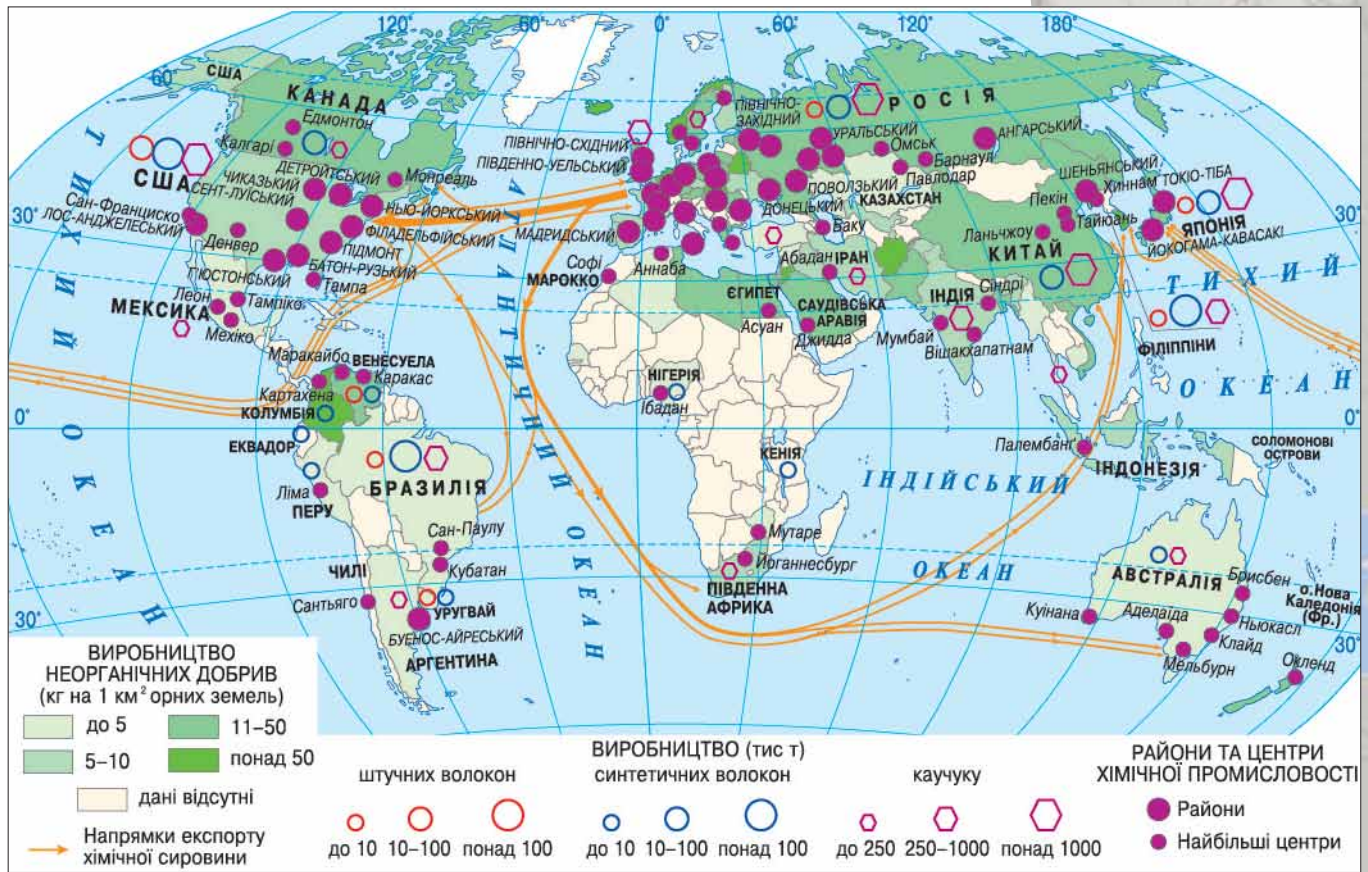 120°
60°
0°
60°
120°
180°
60°
30°
0°
30°
30°
0°
30°
США
КАНАДА
Едмонтон
Калгарі
ДЕТРОЙТСЬКИЙ
Монреаль
США
ЧИКАЗЬКИЙ
СЕНТ-ЛУЇСЬКИЙ
НЬЮ-ЙОРКСЬКИЙ
ФІЛАДЕЛЬФІЙСЬКИЙ
Сан-Франциско
ЛОС-АНДЖЕЛЕСЬКИЙ
Денвер
ПІДМОНТ
БАТОН-РУЗЬКИЙ
Г'ЮСТОНСЬКИЙ
Тампа
МЕКСИКА
Леон
Тампіко
Мехіко
Маракайбо
ВЕНЕСУЕЛА
Каракас
Картахена
КОЛУМБІЯ
ЕКВАДОР
БРАЗИЛІЯ
Ліма
ПЕРУ
Сан-Паулу
Кубатан
ЧИЛІ
Сантьяго
УРУГВАЙ
БУЕНОС-АЙРЕСЬКИЙ
АРГЕНТИНА
ТИХИЙ
ОКЕАН
АТЛАНТИЧНИЙ
ОКЕАН
ПІВНІЧНО-СХІДНИЙ
ПІВДЕННО-УЕЛЬСЬКИЙ
МАДРИДСЬКИЙ
ПІВНІЧНО-
ЗАХІДНИЙ
РОСІЯ
УРАЛЬСЬКИЙ
АНГАРСЬКИЙ
Омськ
Барнаул
Павлодар
ПОВОЛЗЬКИЙ
КАЗАХСТАН
ДОНЕЦЬКИЙ
Баку
Абадан
ІРАН
Софі
МАРОККО
Аннаба
ЄГИПЕТ
Асуан
САУДІВСЬКА
АРАВІЯ
Джидда
НІГЕРІЯ
Ібадан
КЕНІЯ
Мутаре
Йоганнесбург
ПІВДЕННА
АФРИКА
ІНДІЯ
Сіндрі
Мумбай
Вішакхапатнам
ШЕНЬЯНСЬКИЙ
Хиннам
ТОКІО-ТІБА
Пекін
Тайюань
Ланьчжоу
КИТАЙ
ЯПОНІЯ
ЙОКОГАМА-КАВАСАКІ
ТИХИЙ
ОКЕАН
ФІЛІППІНИ
Палембанг
ІНДОНЕЗІЯ
СОЛОМОНОВІ
ОСТРОВИ
ІНДІЙСЬКИЙ
ОКЕАН
АВСТРАЛІЯ
Куінана
Аделаїда
Мельбурн
Брисбен
Ньюкасл
Клайд
Окленд
о.Нова
Каледонія
(Фр.)
ВИРОБНИЦТВО
НЕОРГАНІЧНИХ ДОБРИВ
(кг на 1 км² орних земель)
до 5
11–50
5–10
понад 50
дані відсутні
Напрямки експорту
хімічної сировини
ВИРОБНИЦТВО (тис т)
штучних волокон
синтетичних волокон
каучуку
до 10
10–100
понад 100
до 10
10–100
понад 100
до 250
250–1000
понад 1000
РАЙОНИ ТА ЦЕНТРИ
ХІМІЧНОЇ ПРОМИСЛОВОСТІ
Райони
Найбільші центри